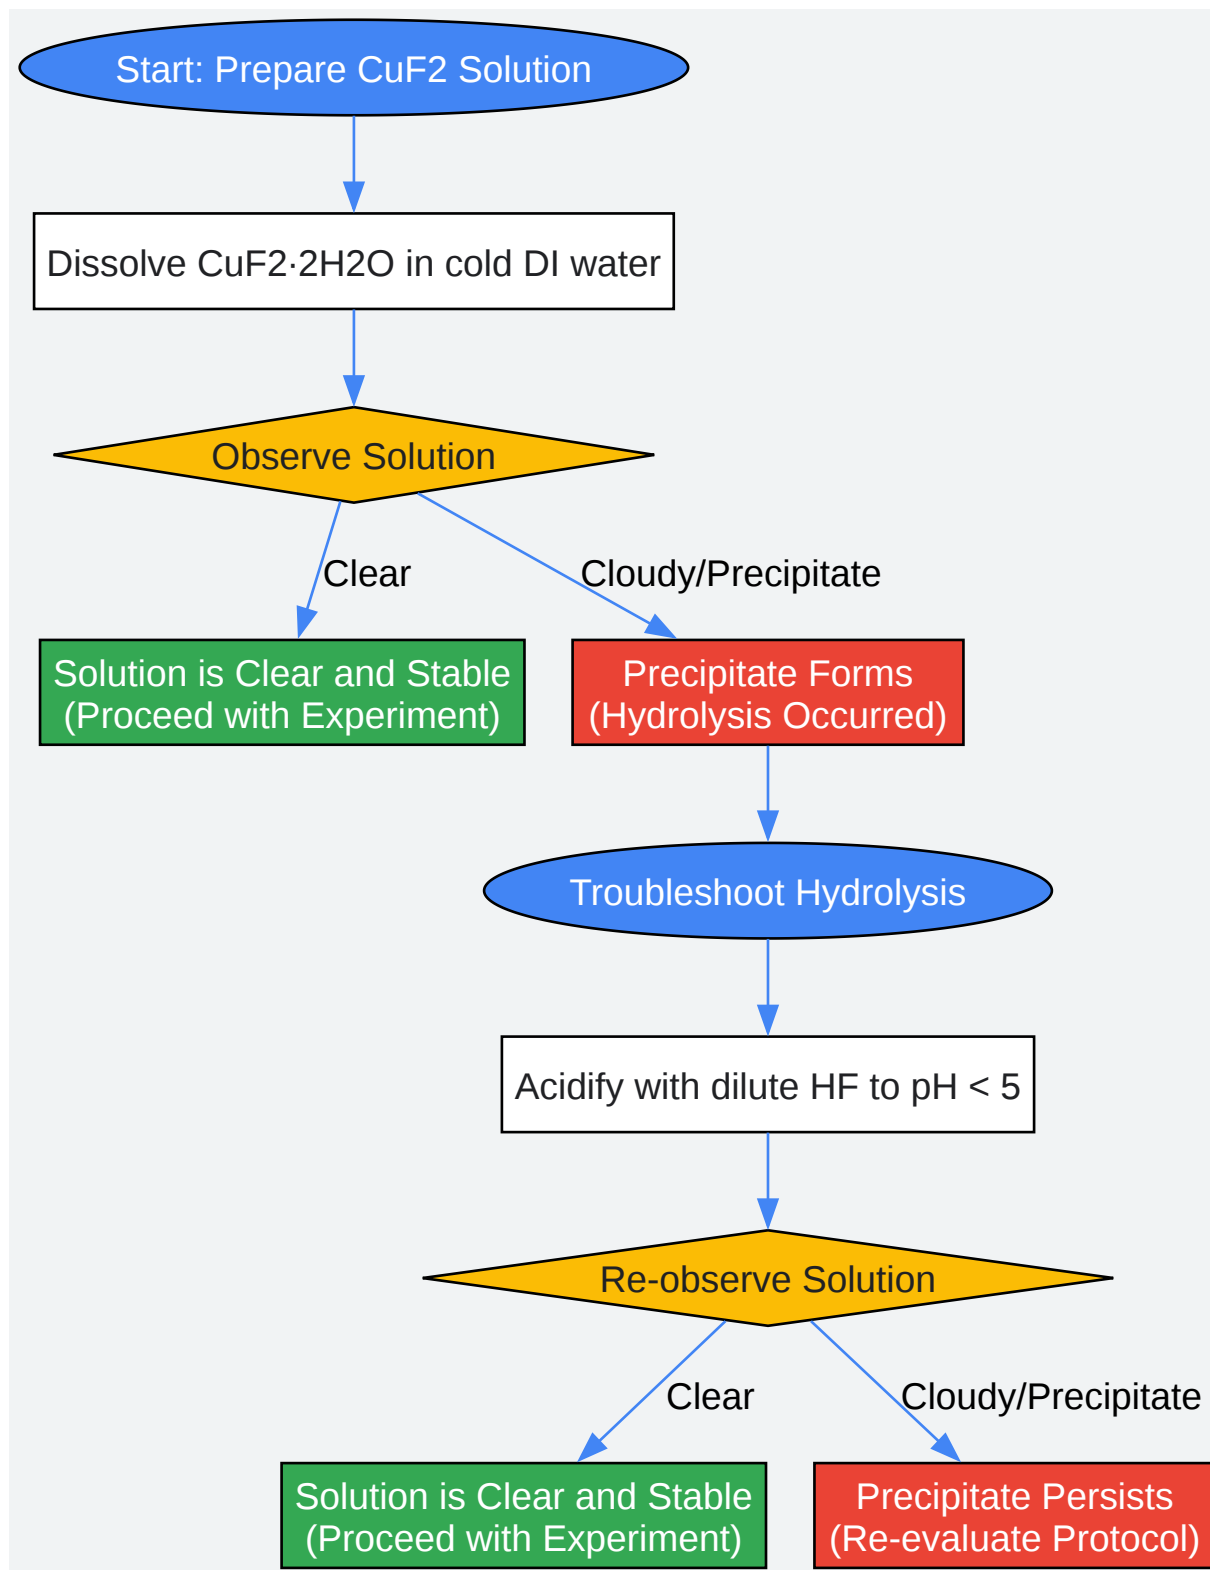 Start: Prepare CuF2 Solution
Dissolve CuF2·2H2O in cold DI water
Observe Solution
Clear
Cloudy/Precipitate
Solution is Clear and Stable
(Proceed with Experiment)
Precipitate Forms
(Hydrolysis Occurred)
Troubleshoot Hydrolysis
Acidify with dilute HF to pH < 5
Re-observe Solution
Clear
Cloudy/Precipitate
Solution is Clear and Stable
(Proceed with Experiment)
Precipitate Persists
(Re-evaluate Protocol)